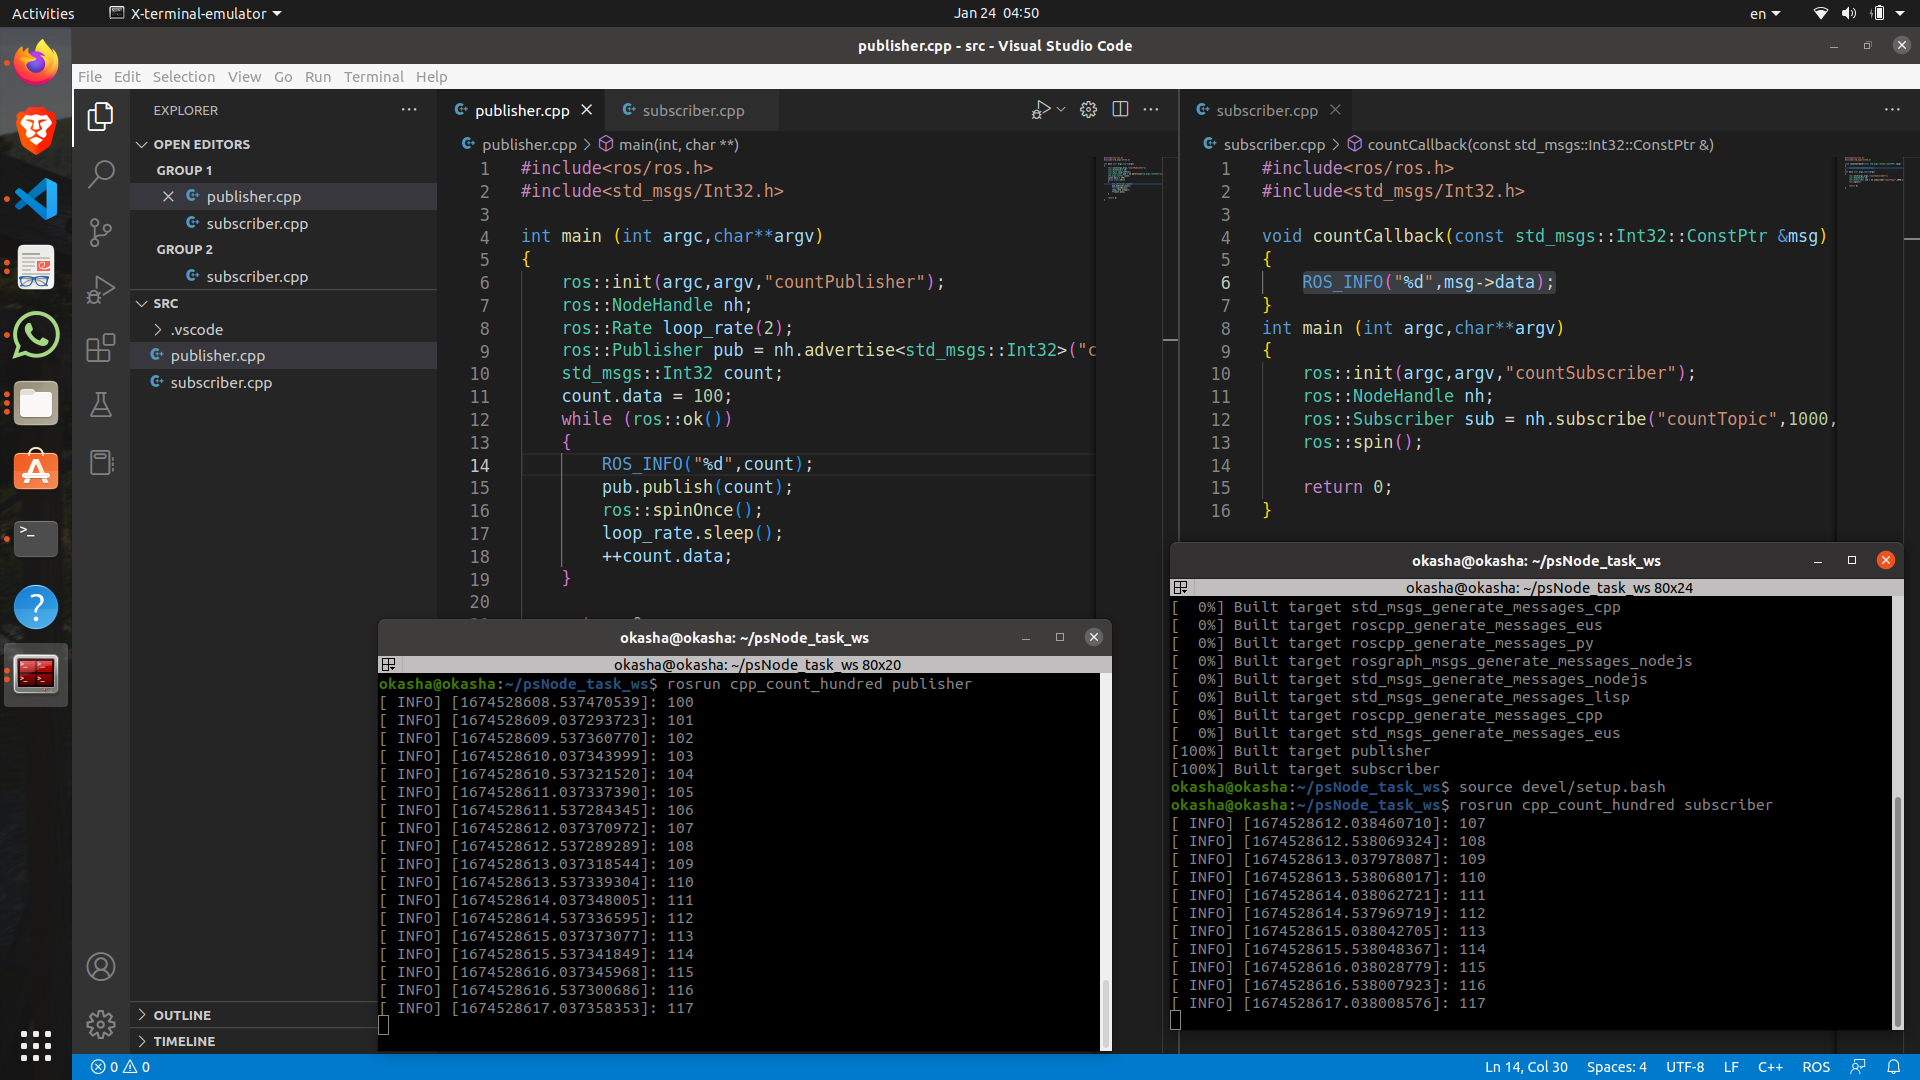 Activities
X-terminal-emulator
Jan 24 04:50
en
publisher.cpp - src - Visual Studio Code
File Edit Selection View Go Run Terminal Help
EXPLORER
OPEN EDITORS
GROUP 1
publisher.cpp
subscriber.cpp
GROUP 2
subscriber.cpp
SRC
.vscode
publisher.cpp
subscriber.cpp
OUTLINE
TIMELINE
publisher.cpp
subscriber.cpp
publisher.cpp > main(int, char **)
1 #include<ros/ros.h>
2 #include<std_msgs/Int32.h>
3
4 int main (int argc,char**argv)
5 {
6 ros::init(argc,argv,"countPublisher");
7 ros::NodeHandle nh;
8 ros::Rate loop_rate(2);
9 ros::Publisher pub = nh.advertise<std_msgs::Int32>("c
10 std_msgs::Int32 count;
11 count.data = 100;
12 while (ros::ok())
13 {
14 ROS_INFO("%d",count);
15 pub.publish(count);
16 ros::spinOnce();
17 loop_rate.sleep();
18 ++count.data;
19 }
20
subscriber.cpp
subscriber.cpp > countCallback(const std_msgs::Int32::ConstPtr &)
1 #include<ros/ros.h>
2 #include<std_msgs/Int32.h>
3
4 void countCallback(const std_msgs::Int32::ConstPtr &msg)
5 {
6 ROS_INFO("%d",msg->data);
7 }
8 int main (int argc,char**argv)
9 {
10 ros::init(argc,argv,"countSubscriber");
11 ros::NodeHandle nh;
12 ros::Subscriber sub = nh.subscribe("countTopic",1000,
13 ros::spin();
14
15 return 0;
16 }
okasha@okasha: ~/psNode_task_ws
okasha@okasha: ~/psNode_task_ws 80x20
okasha@okasha:~/psNode_task_ws$ rosrun cpp_count_hundred publisher
[ INFO] [1674528608.537470539]: 100
[ INFO] [1674528609.037293723]: 101
[ INFO] [1674528609.537360770]: 102
[ INFO] [1674528610.037343999]: 103
[ INFO] [1674528610.537321520]: 104
[ INFO] [1674528611.037337390]: 105
[ INFO] [1674528611.537284345]: 106
[ INFO] [1674528612.037370972]: 107
[ INFO] [1674528612.537289289]: 108
[ INFO] [1674528613.037318544]: 109
[ INFO] [1674528613.537339304]: 110
[ INFO] [1674528614.037348005]: 111
[ INFO] [1674528614.537336595]: 112
[ INFO] [1674528615.037373077]: 113
[ INFO] [1674528615.537341849]: 114
[ INFO] [1674528616.037345968]: 115
[ INFO] [1674528616.537300686]: 116
[ INFO] [1674528617.037358353]: 117
okasha@okasha: ~/psNode_task_ws
okasha@okasha: ~/psNode_task_ws 80x24
[  0%] Built target std_msgs_generate_messages_cpp
[  0%] Built target roscpp_generate_messages_eus
[  0%] Built target roscpp_generate_messages_py
[  0%] Built target rosgraph_msgs_generate_messages_nodejs
[  0%] Built target std_msgs_generate_messages_nodejs
[  0%] Built target std_msgs_generate_messages_lisp
[  0%] Built target roscpp_generate_messages_cpp
[  0%] Built target std_msgs_generate_messages_eus
[100%] Built target publisher
[100%] Built target subscriber
okasha@okasha:~/psNode_task_ws$ source devel/setup.bash
okasha@okasha:~/psNode_task_ws$ rosrun cpp_count_hundred subscriber
[ INFO] [1674528612.038460710]: 107
[ INFO] [1674528612.538069324]: 108
[ INFO] [1674528613.037978087]: 109
[ INFO] [1674528613.538068017]: 110
[ INFO] [1674528614.038062721]: 111
[ INFO] [1674528614.537969719]: 112
[ INFO] [1674528615.038042705]: 113
[ INFO] [1674528615.538048367]: 114
[ INFO] [1674528616.038028779]: 115
[ INFO] [1674528616.538007923]: 116
[ INFO] [1674528617.038008576]: 117
0 0
Ln 14, Col 30 Spaces: 4 UTF-8 LF C++ ROS